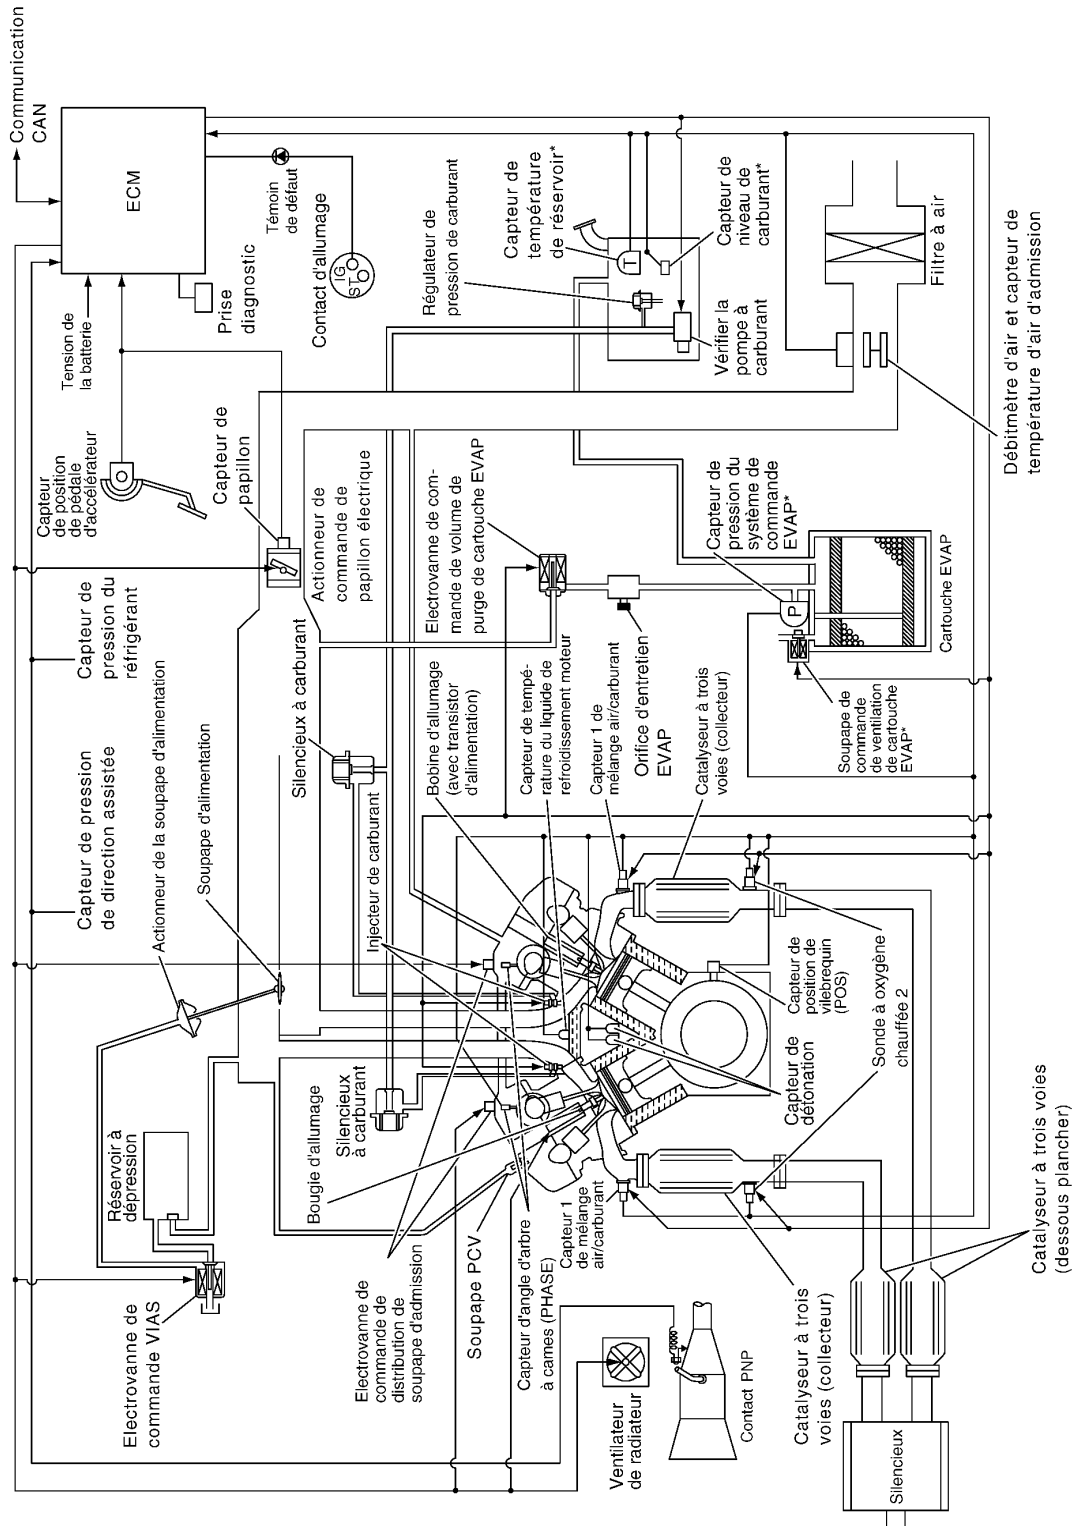 Communication
CAN
ECM
Tension de
la batterie
Prise
diagnostic
Témoin
de défaut
Contact d'allumage
IG
ST
Capteur
de position
de pédale
d'accélérateur
Capteur de
papillon
Actionneur de
commande de
papillon électrique
Régulateur de
pression de carburant
Capteur de
température
de réservoir*
T
Capteur de
niveau de
carburant*
Vérifier la
pompe à
carburant
Filtre à air
Débitmètre d'air et capteur de
température d'air d'admission
Capteur de
pression du
réfrigérant
Silencieux à carburant
Electrovanne de com-
mande de volume de
purge de cartouche EVAP
Capteur de
pression du
système de
commande
EVAP*
P
Cartouche EVAP
Orifice d'entretien
EVAP
Soupape de
commande
de ventilation
de cartouche
EVAP*
Capteur de pression
de direction assistée
Actionneur de la soupape d'alimentation
Soupape d'alimentation
Injecteur de carburant
Bobine d'allumage
(avec transistor
d'alimentation)
Capteur de tempé-
rature du liquide de
refroidissement moteur
Capteur 1 de
mélange air/carburant
Catalyseur à trois
voies (collecteur)
Capteur de
position de
vilebrequin
(POS)
Sonde à oxygène
chauffée 2
Capteur de
détonation
Réservoir à
dépression
Electrovanne de
commande VIAS
Silencieux
à carburant
Bougie d'allumage
Electrovanne de
commande de
distribution de
soupape d'admission
Soupape PCV
Capteur d'angle d'arbre
à cames (PHASE)
Capteur 1
de mélange
air/carburant
Ventilateur
de radiateur
Contact PNP
Catalyseur à trois
voies (collecteur)
Catalyseur à trois voies
(dessous plancher)
Silencieux